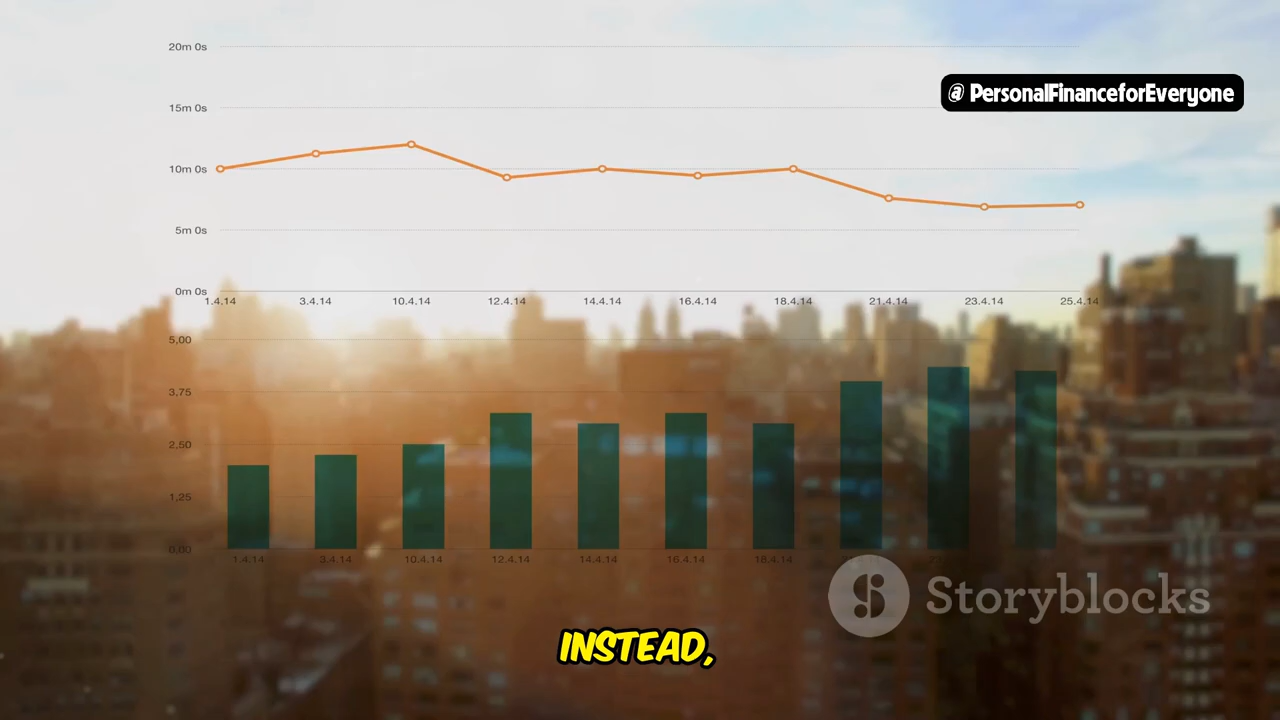 20m 0s
@ PersonalFinanceforEveryone
15m 0s
10m 0s
5m 0s
0m 0s
1.4.14 3.4.14 10.4.14 12.4.14 14.4.14 16.4.14 18.4.14 21.4.14 23.4.14 25.4.14
5,00
3,75
2,50
1,25
0,00
1.4.14 3.4.14 10.4.14 12.4.14 14.4.14 16.4.14 18.4.14
Storyblocks
INSTEAD,